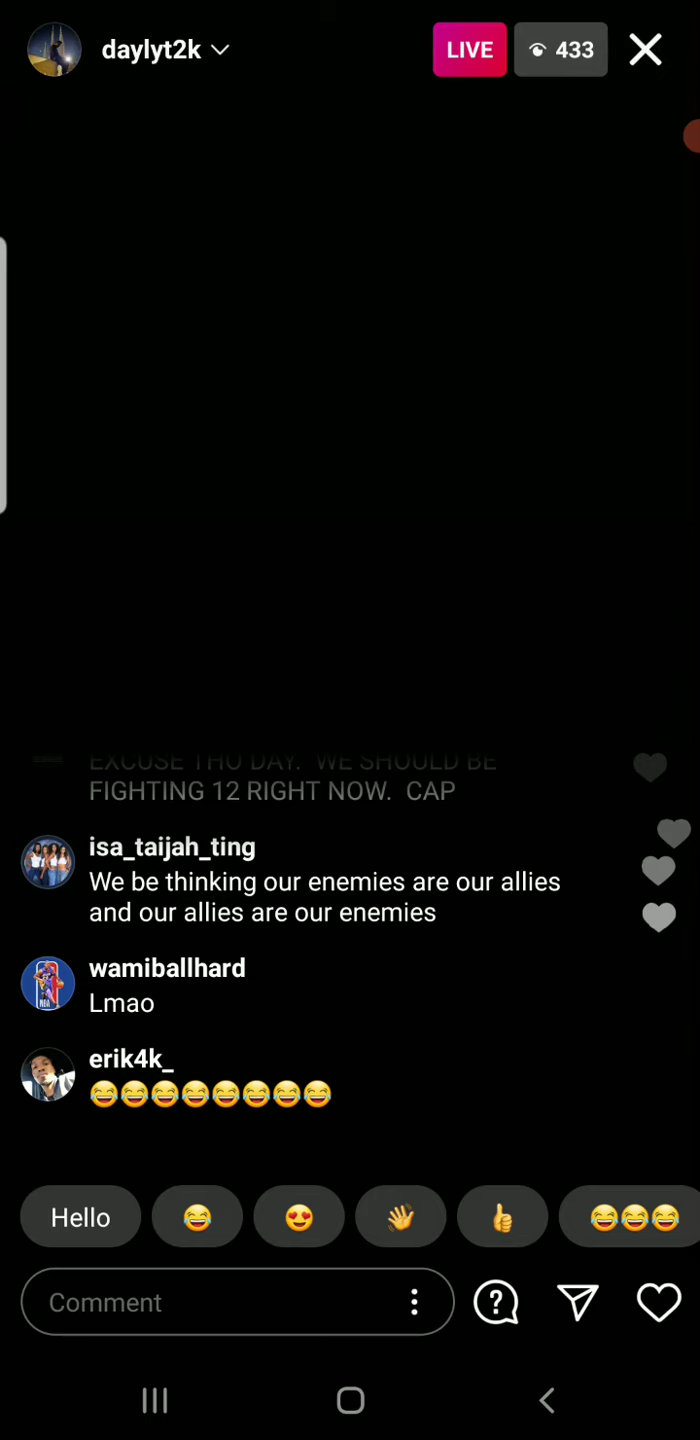 daylyt2k
LIVE
433
EXCUSE THO DAY. WE SHOULD BE
FIGHTING 12 RIGHT NOW. CAP
isa_taijah_ting
We be thinking our enemies are our allies
and our allies are our enemies
wamiballhard
Lmao
erik4k_
😂😂😂😂😂😂😂😂
Hello
😂
😍
👋
👍
😂😂😂
Comment